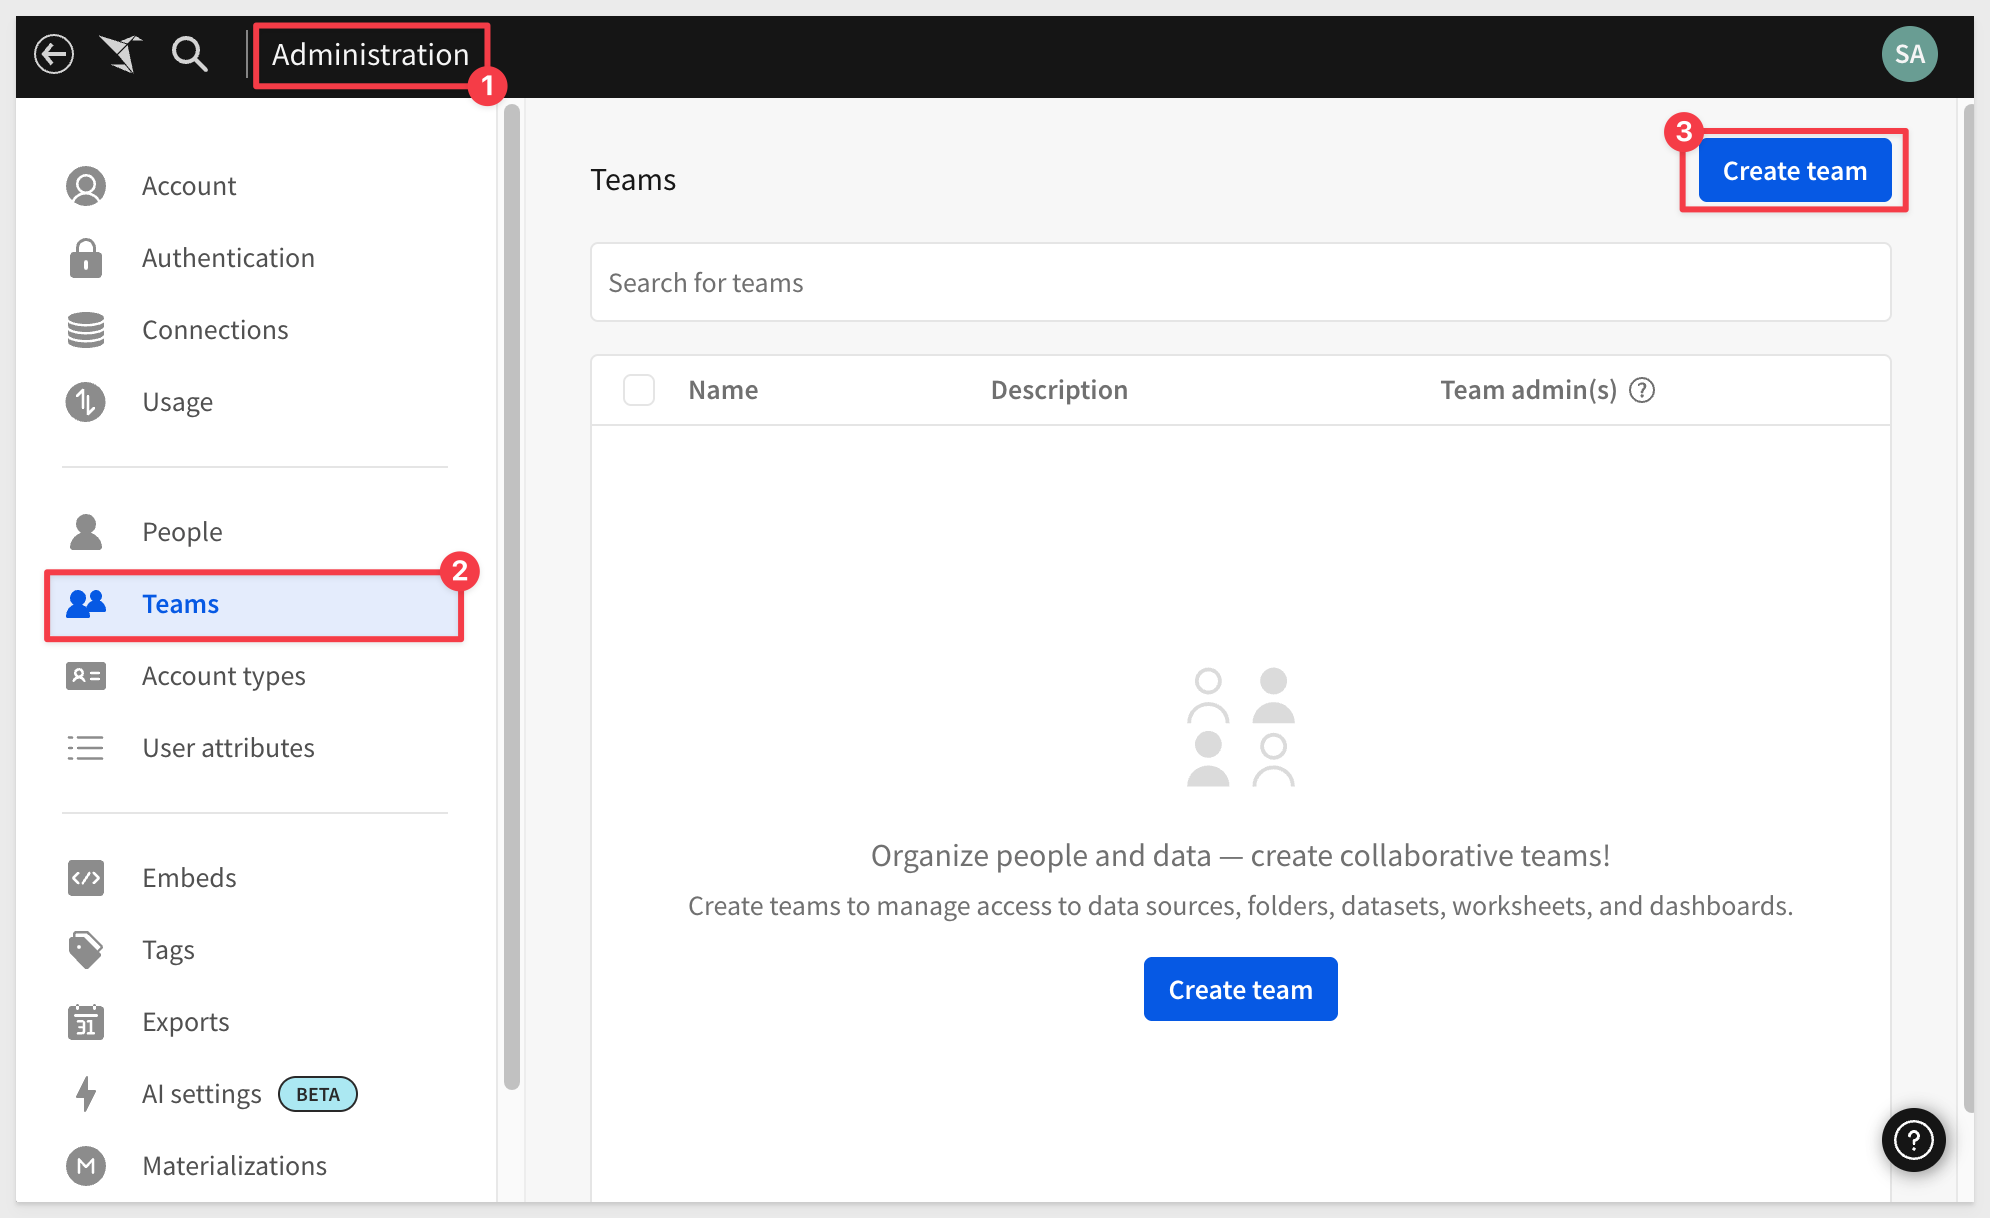 Administration
1
SA
Account
Authentication
Connections
Usage
People
Teams
2
Account types
User attributes
Embeds
Tags
31
Exports
AI settings BETA
M
Materializations
Teams
3
Create team
Search for teams
Name Description Team admin(s) ?
Organize people and data — create collaborative teams!
Create teams to manage access to data sources, folders, datasets, worksheets, and dashboards.
Create team
?